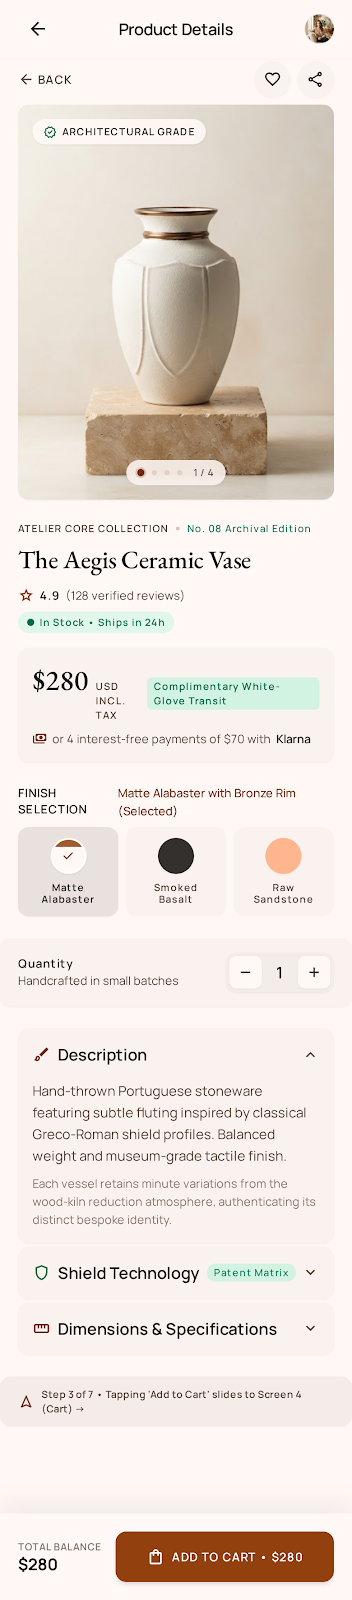 Product Details
BACK
ARCHITECTURAL GRADE
1 / 4
ATELIER CORE COLLECTION • No. 08 Archival Edition
The Aegis Ceramic Vase
4.9 (128 verified reviews)
In Stock • Ships in 24h
$280 USD
INCL.
TAX
Complimentary White-
Glove Transit
or 4 interest-free payments of $70 with Klarna
FINISH
SELECTION
Matte Alabaster with Bronze Rim
(Selected)
Matte
Alabaster
Smoked
Basalt
Raw
Sandstone
Quantity
Handcrafted in small batches
− 1 +
Description
Hand-thrown Portuguese stoneware
featuring subtle fluting inspired by classical
Greco-Roman shield profiles. Balanced
weight and museum-grade tactile finish.
Each vessel retains minute variations from the
wood-kiln reduction atmosphere, authenticating its
distinct bespoke identity.
Shield Technology Patent Matrix
Dimensions & Specifications
Step 3 of 7 • Tapping 'Add to Cart' slides to Screen 4
(Cart) →
TOTAL BALANCE
$280
ADD TO CART • $280